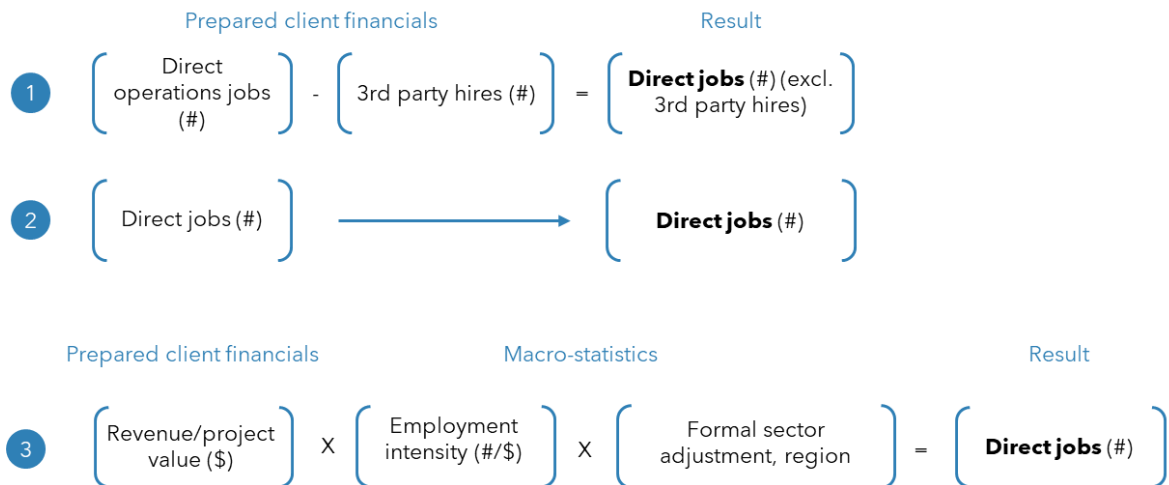 Prepared client financials Result
1 Direct operations jobs (#) - 3rd party hires (#) = Direct jobs (#) (excl. 3rd party hires)
2 Direct jobs (#) Direct jobs (#)
Prepared client financials Macro-statistics Result
3 Revenue/project value ($) X Employment intensity (#/$) X Formal sector adjustment, region = Direct jobs (#)